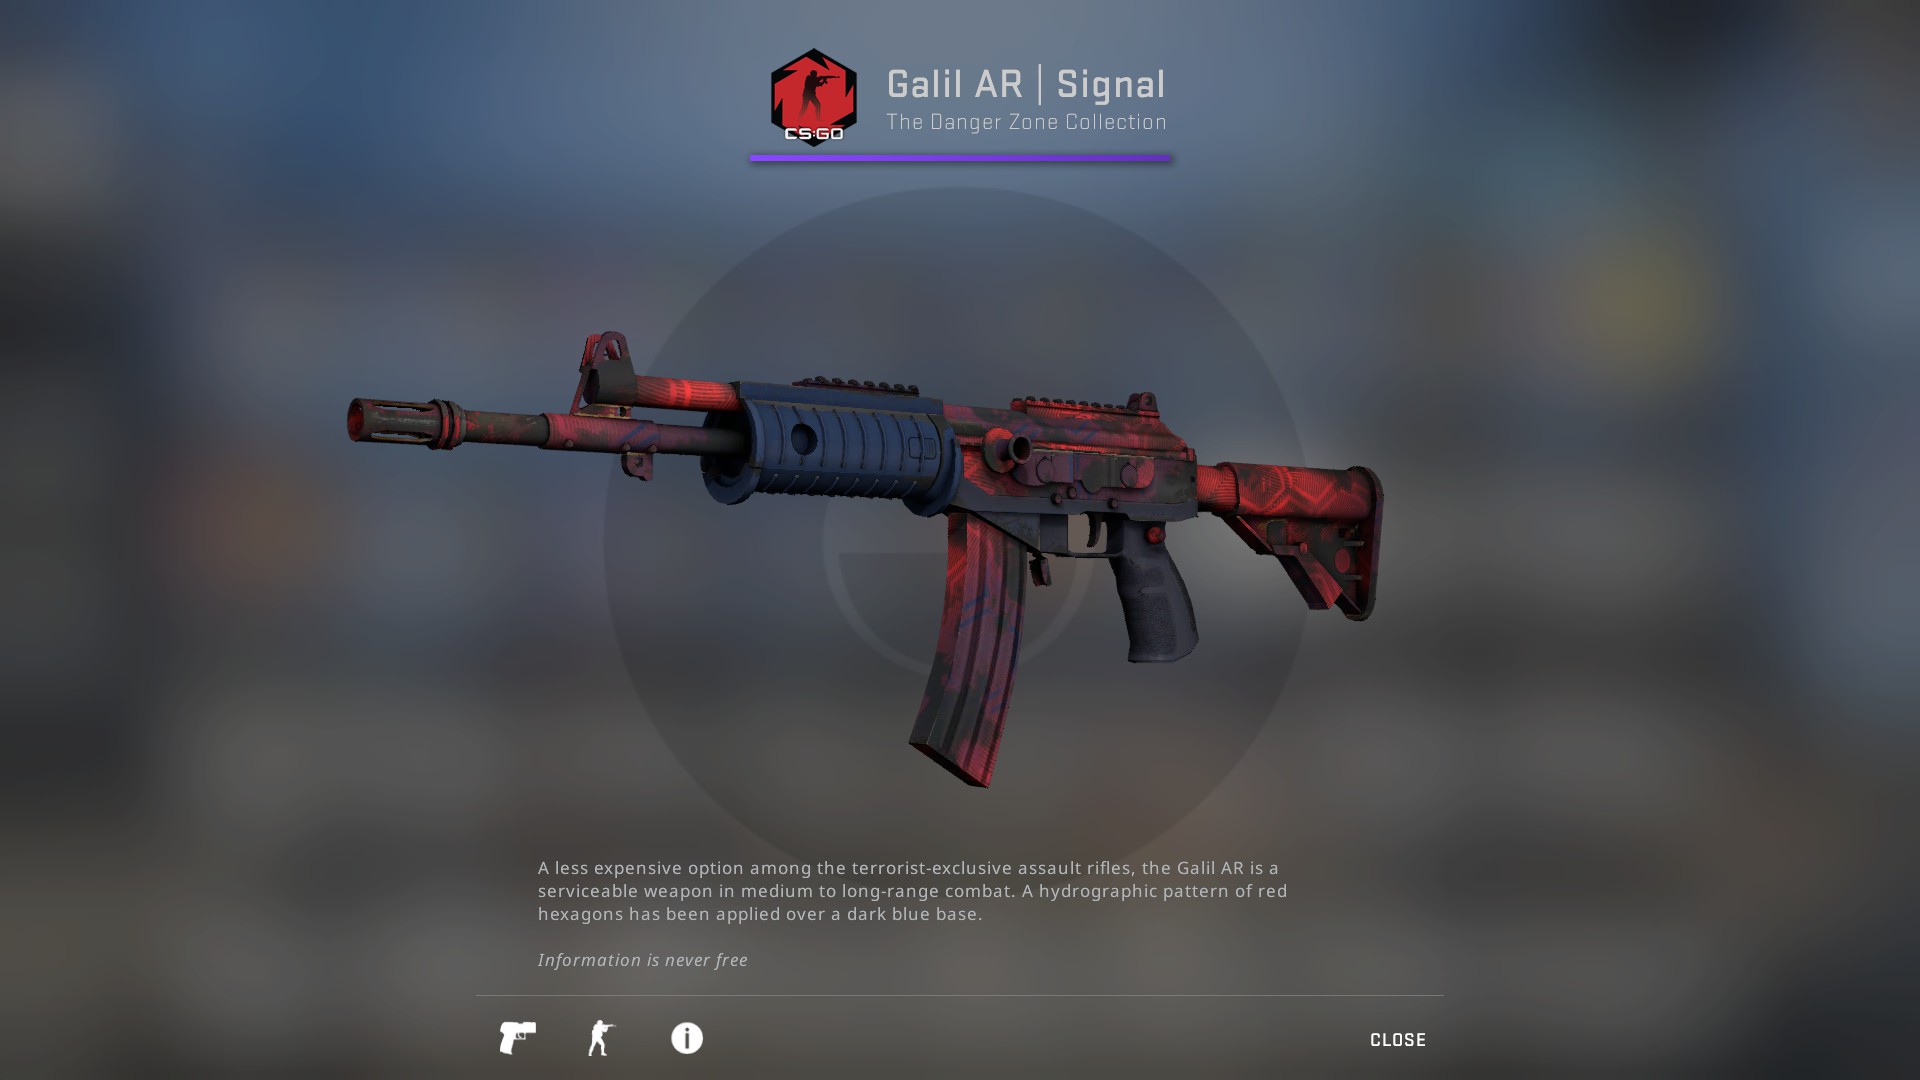 CS:GO
Galil AR | Signal
The Danger Zone Collection
A less expensive option among the terrorist-exclusive assault rifles, the Galil AR is a
serviceable weapon in medium to long-range combat. A hydrographic pattern of red
hexagons has been applied over a dark blue base.
Information is never free
CLOSE